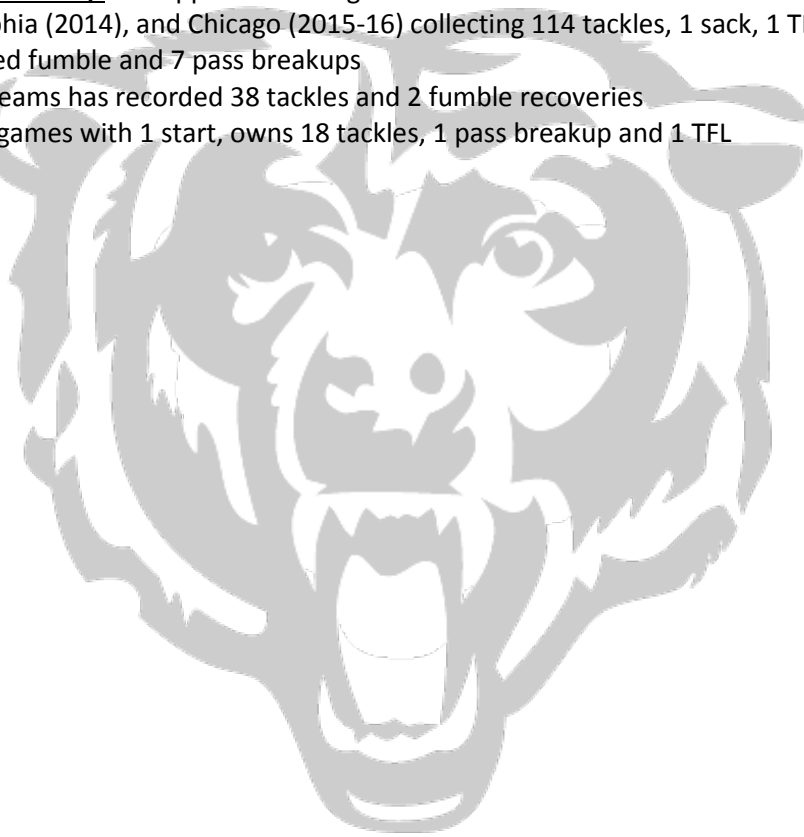 phia (2014), and Chicago (2015-16) collecting 114 tackles, 1 sack, 1 
ed fumble and 7 pass breakups
eams has recorded 38 tackles and 2 fumble recoveries
games with 1 start, owns 18 tackles, 1 pass breakup and 1 TFL